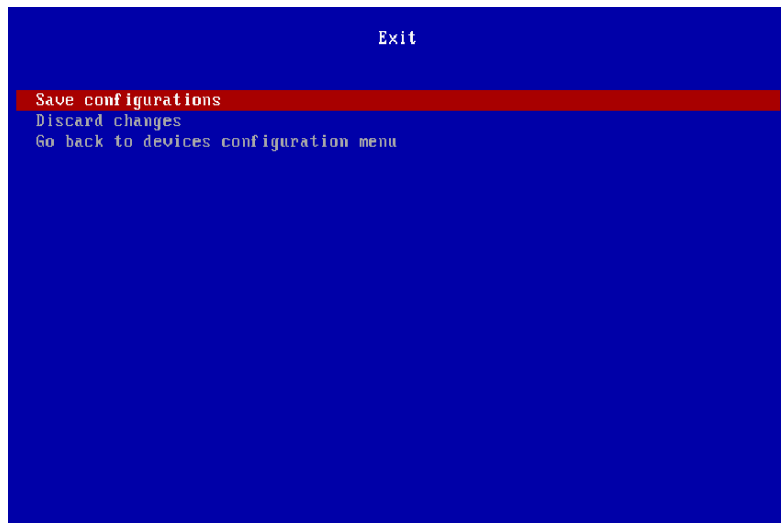 Exit
Save configurations
Discard changes
Go back to devices configuration menu